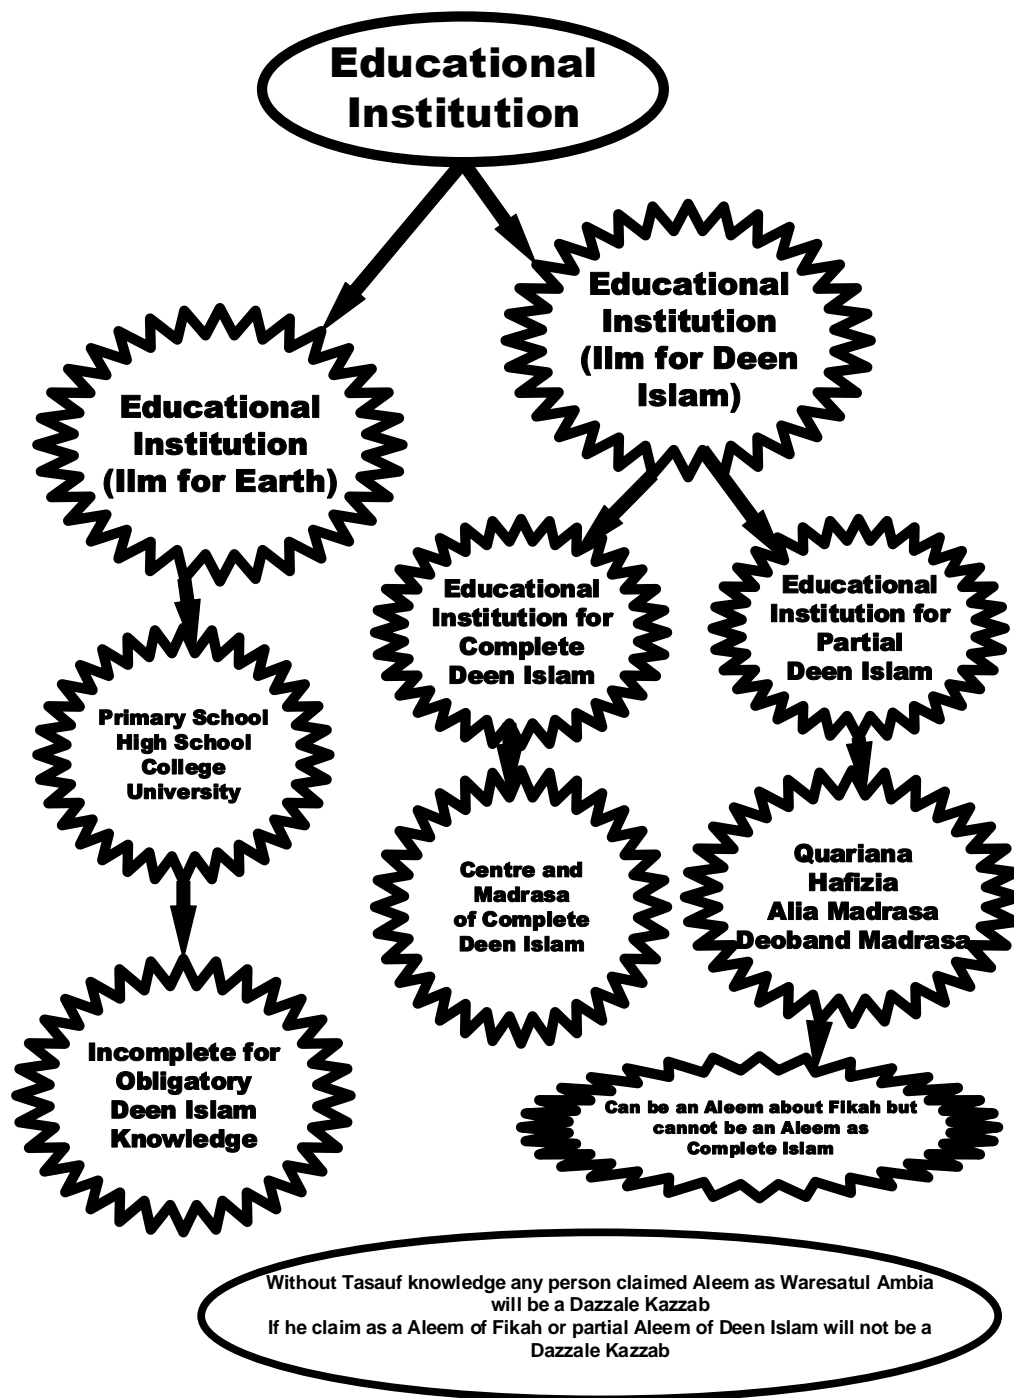 Educational
Institution
Educational
Institution
(Ilm for Deen
Islam)
Educational
Institution
(Ilm for Earth)
Educational
Institution for
Complete
Deen Islam
Educational
Institution for
Partial
Deen Islam
Primary School
High School
College
University
Centre and
Madrasa
of Complete
Deen Islam
Quariana
Hafizia
Alia Madrasa
Deoband Madrasa
Incomplete for
Obligatory
Deen Islam
Knowledge
Can be an Aleem about Fikah but
cannot be an Aleem as
Complete Islam
Without Tasauf knowledge any person claimed Aleem as Waresatul Ambia
will be a Dazzale Kazzab
If he claim as a Aleem of Fikah or partial Aleem of Deen Islam will not be a
Dazzale Kazzab